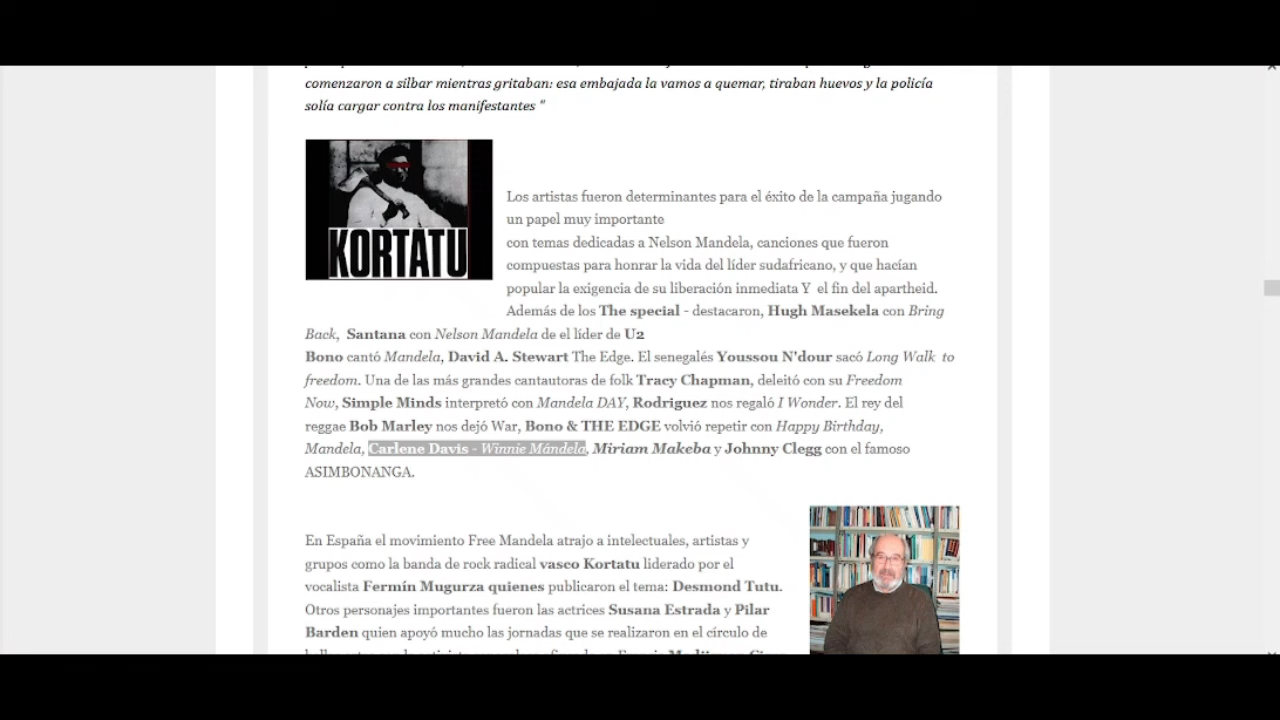 comenzaron a silbar mientras gritaban: esa embajada la vamos a quemar, tiraban huevos y la policía
solía cargar contra los manifestantes "
KORTATU
Los artistas fueron determinantes para el éxito de la campaña jugando
un papel muy importante
con temas dedicadas a Nelson Mandela, canciones que fueron
compuestas para honrar la vida del líder sudafricano, y que hacían
popular la exigencia de su liberación inmediata Y el fin del apartheid.
Además de los The special - destacaron, Hugh Masekela con Bring
Back, Santana con Nelson Mandela de el líder de U2
Bono cantó Mandela, David A. Stewart The Edge. El senegalés Youssou N'dour sacó Long Walk to
freedom. Una de las más grandes cantautoras de folk Tracy Chapman, deleitó con su Freedom
Now, Simple Minds interpretó con Mandela DAY, Rodriguez nos regaló I Wonder. El rey del
reggae Bob Marley nos dejó War, Bono & THE EDGE volvió repetir con Happy Birthday,
Mandela, Carlene Davis - Winnie Mándela, Miriam Makeba y Johnny Clegg con el famoso
ASIMBONANGA.
En España el movimiento Free Mandela atrajo a intelectuales, artistas y
grupos como la banda de rock radical vasco Kortatu liderado por el
vocalista Fermín Mugurza quienes publicaron el tema: Desmond Tutu.
Otros personajes importantes fueron las actrices Susana Estrada y Pilar
Barden quien apoyó mucho las jornadas que se realizaron en el círculo de